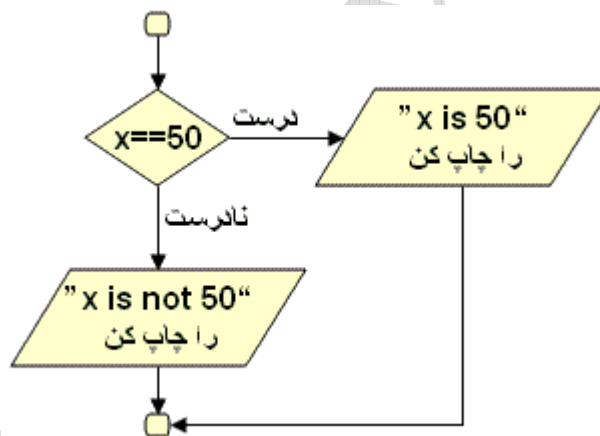 x==50
درست
”x is 50“
را چاپ کن
نادرست
”x is not 50“
را چاپ کن